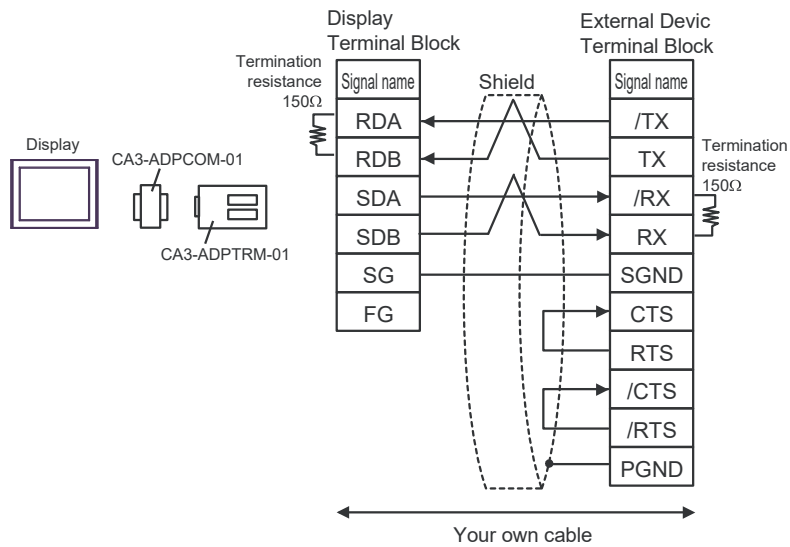 Display
Terminal Block
External Devic
Terminal Block
Termination
resistance
150Ω
Signal name
Shield
Signal name
RDA
/TX
RDB
TX
Termination
resistance
150Ω
Display
CA3-ADPCOM-01
SDA
/RX
SDB
RX
CA3-ADPTRM-01
SG
SGND
FG
CTS
RTS
/CTS
/RTS
PGND
Your own cable